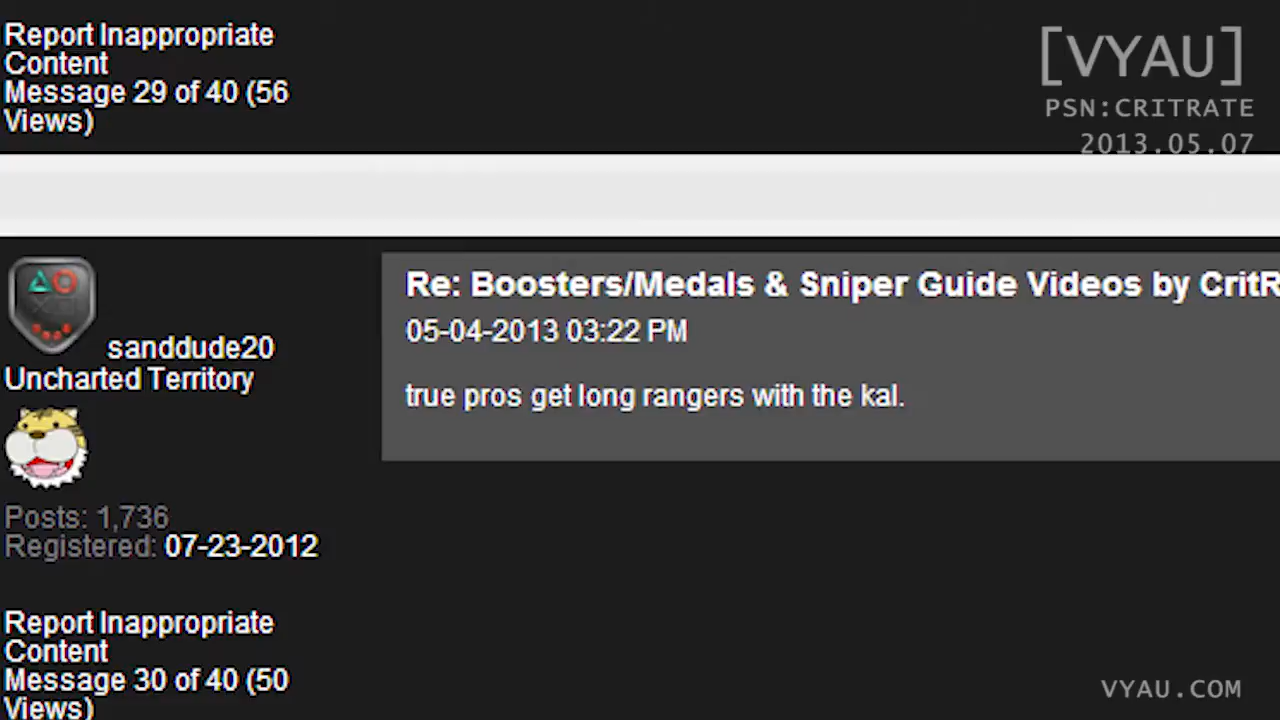 Report Inappropriate
Content
Message 29 of 40 (56
Views)
[VYAU]
PSN:CRITRATE
2013.05.07
sanddude20
Uncharted Territory
Posts: 1,736
Registered: 07-23-2012
Re: Boosters/Medals & Sniper Guide Videos by CritR
05-04-2013 03:22 PM
true pros get long rangers with the kal.
Report Inappropriate
Content
Message 30 of 40 (50
Views)
VYAU.COM